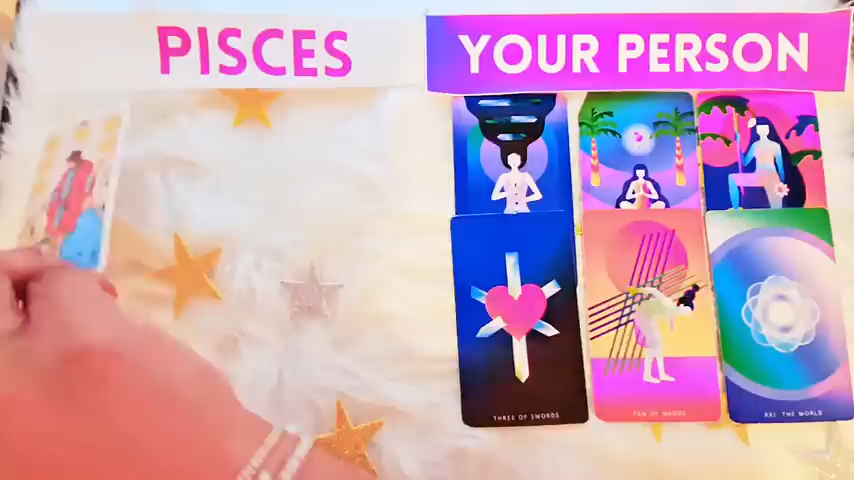 PISCES
YOUR PERSON
THREE OF SWORDS
TEN OF WANDS
XXI. THE WORLD